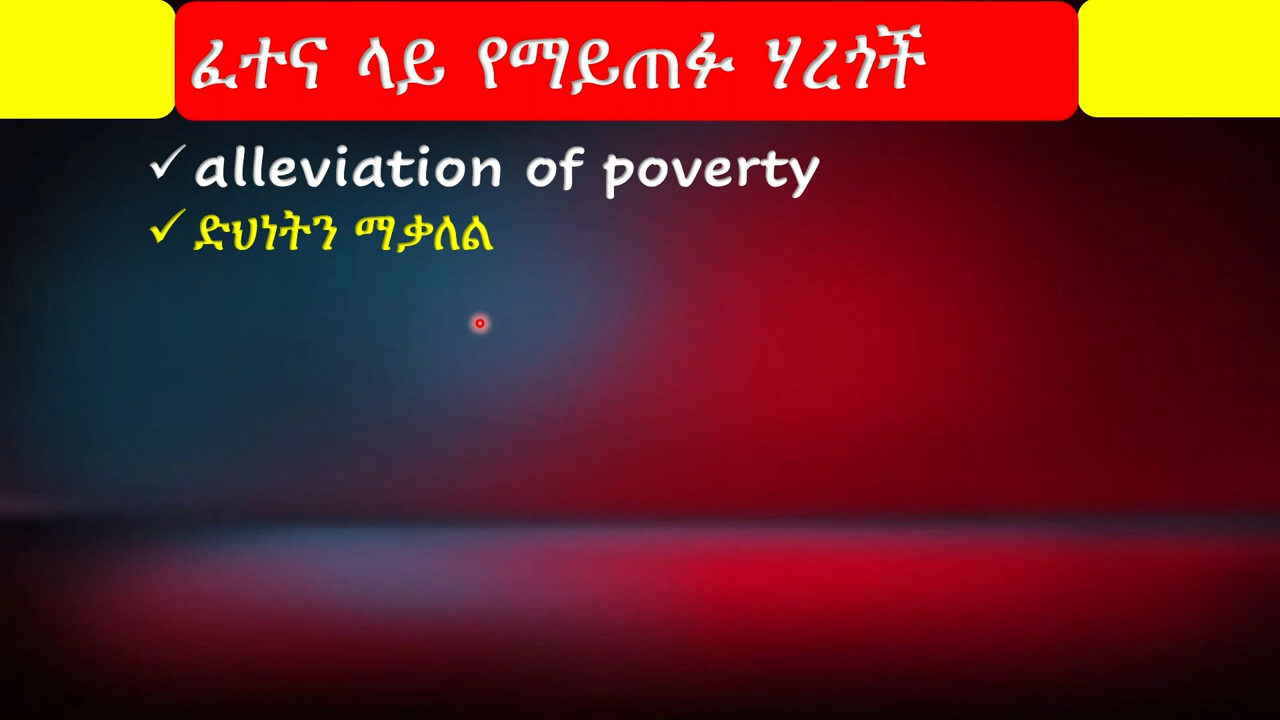 ፈተና ላይ የማይጠፉ ሃረጎች
✓ alleviation of poverty
✓ ድህነትን ማቃለል